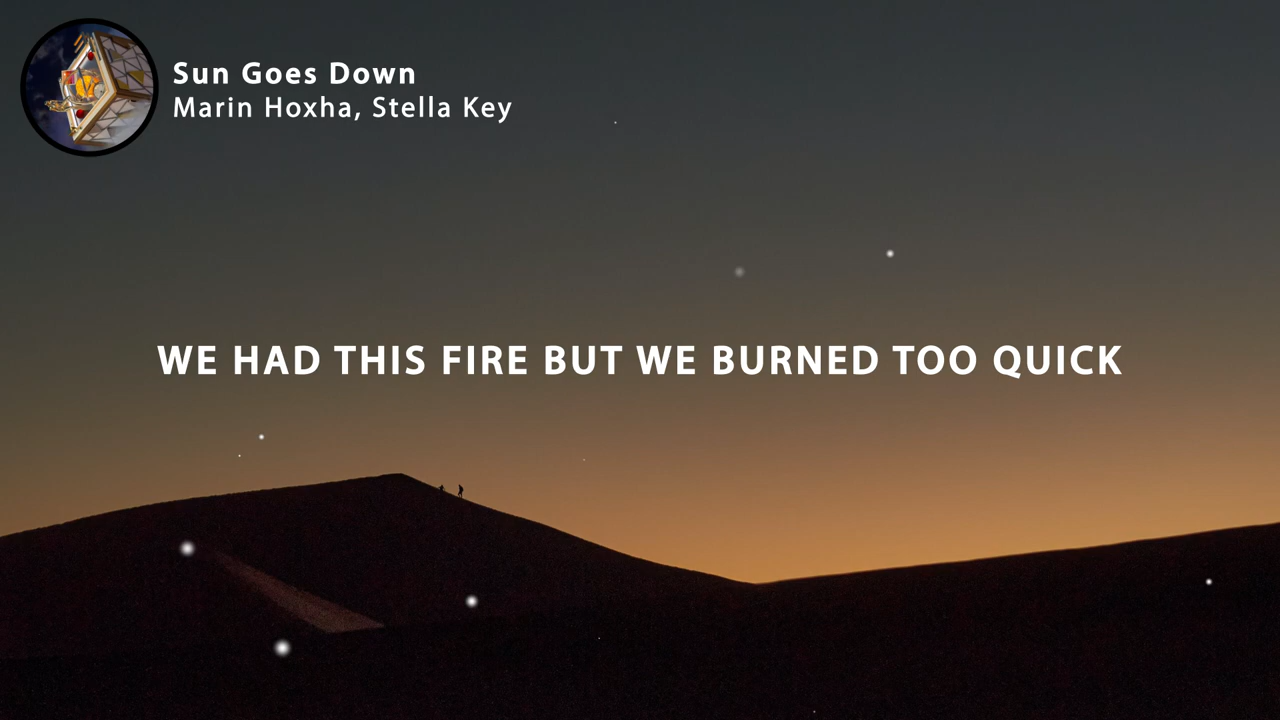 Sun Goes Down
Marin Hoxha, Stella Key
WE HAD THIS FIRE BUT WE BURNED TOO QUICK